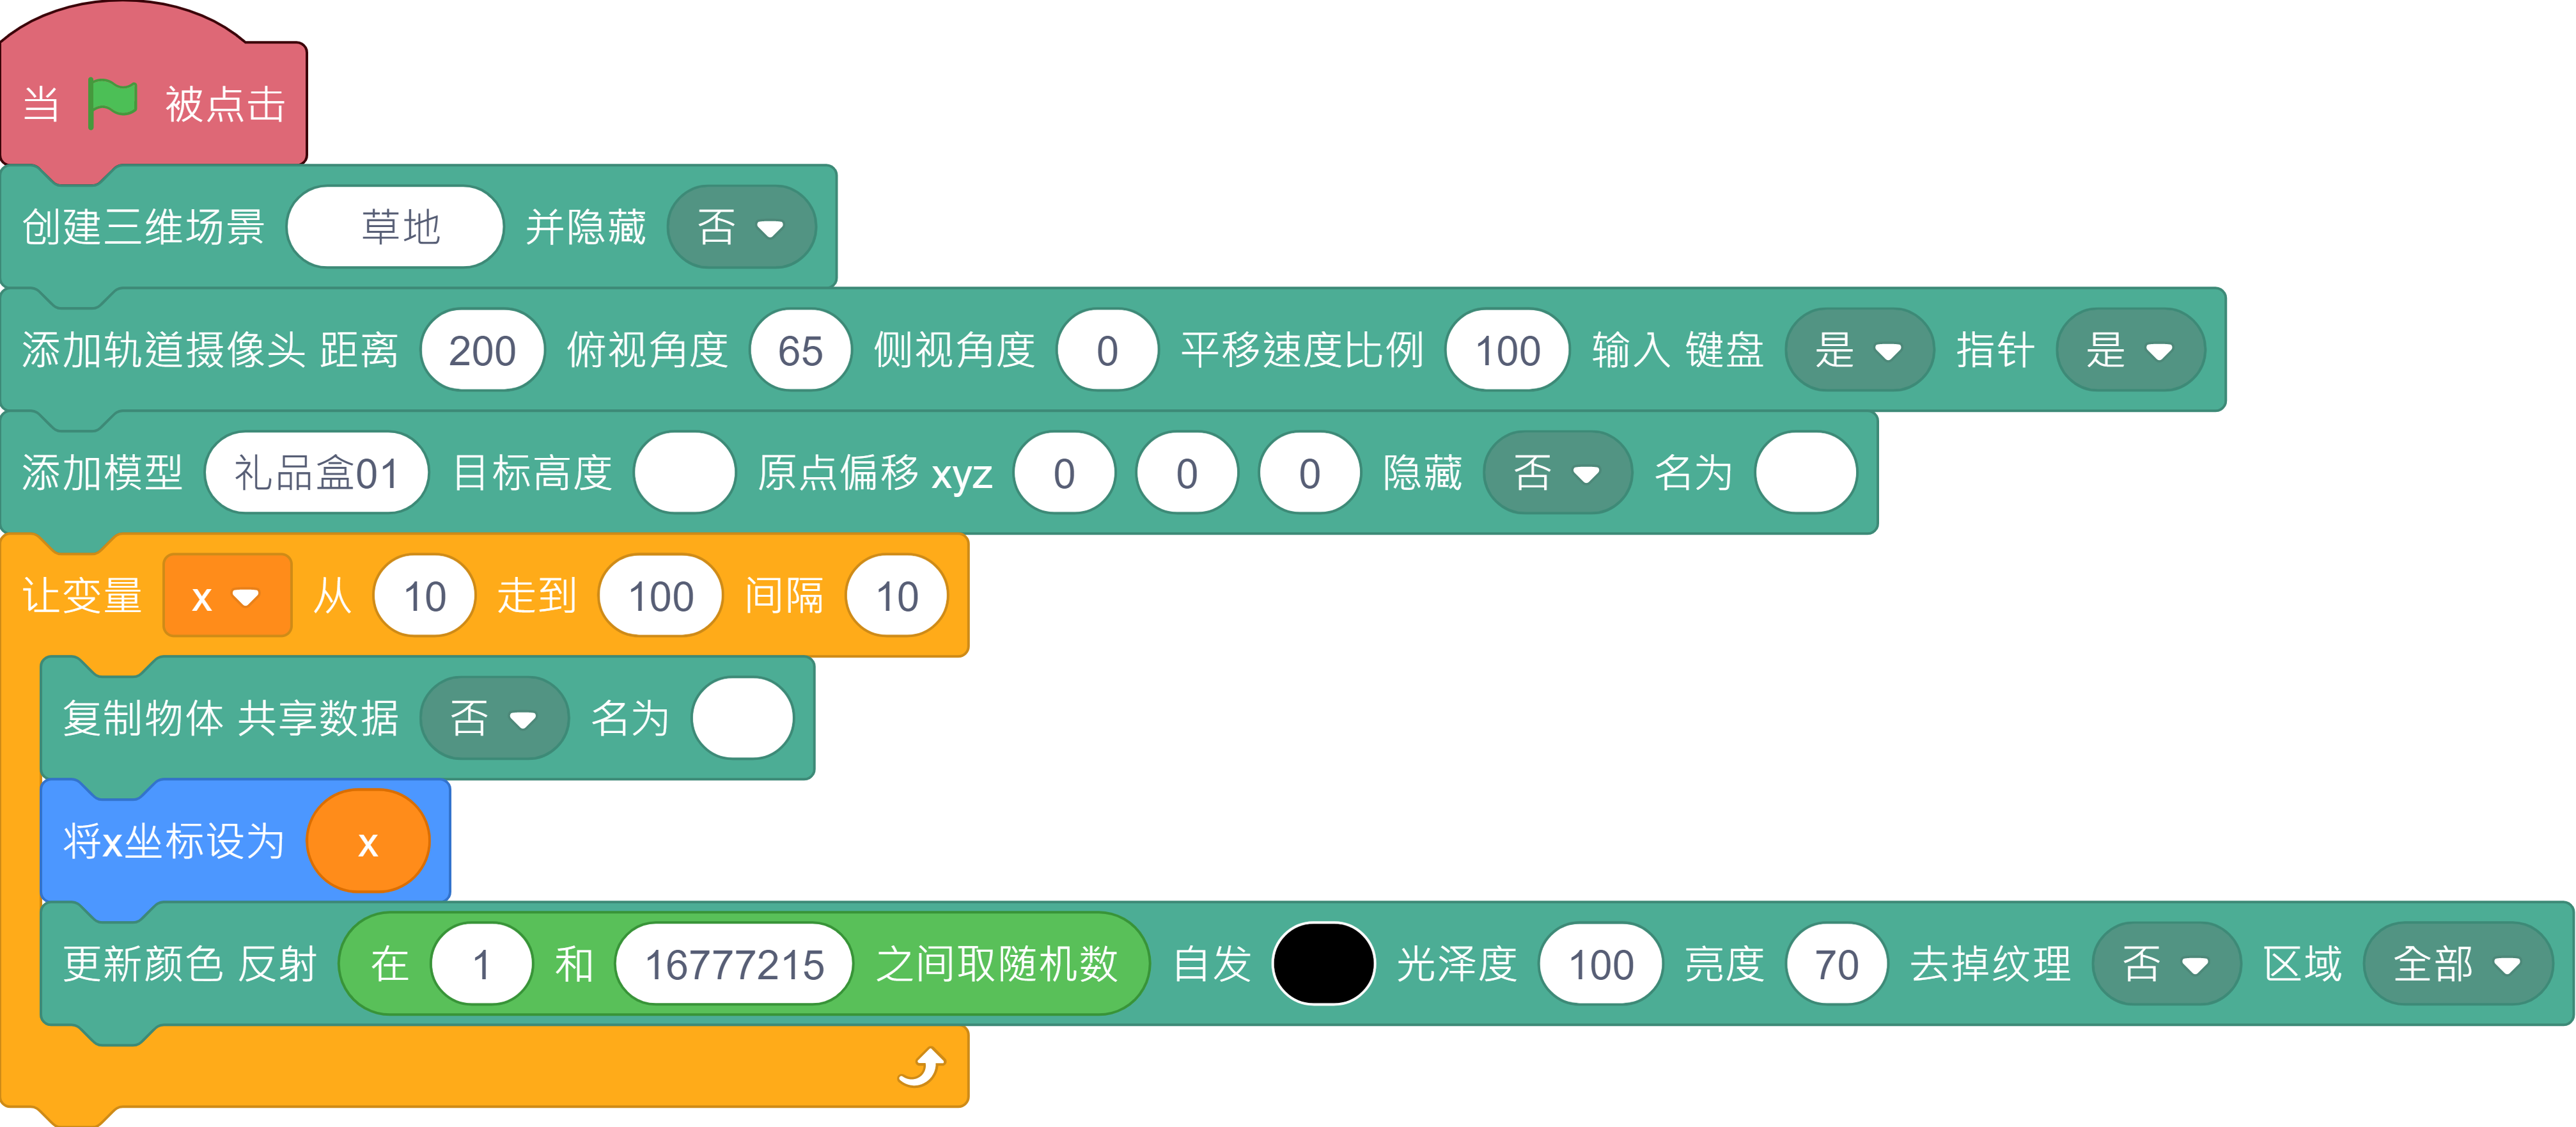 当 被点击
创建三维场景 草地 并隐藏 否
添加轨道摄像头 距离 200 俯视角度 65 侧视角度 0 平移速度比例 100 输入 键盘 是 指针 是
添加模型 礼品盒01 目标高度 原点偏移 xyz 0 0 0 隐藏 否 名为
让变量 x 从 10 走到 100 间隔 10
复制物体 共享数据 否 名为
将x坐标设为 x
更新颜色 反射 在 1 和 16777215 之间取随机数 自发 光泽度 100 亮度 70 去掉纹理 否 区域 全部